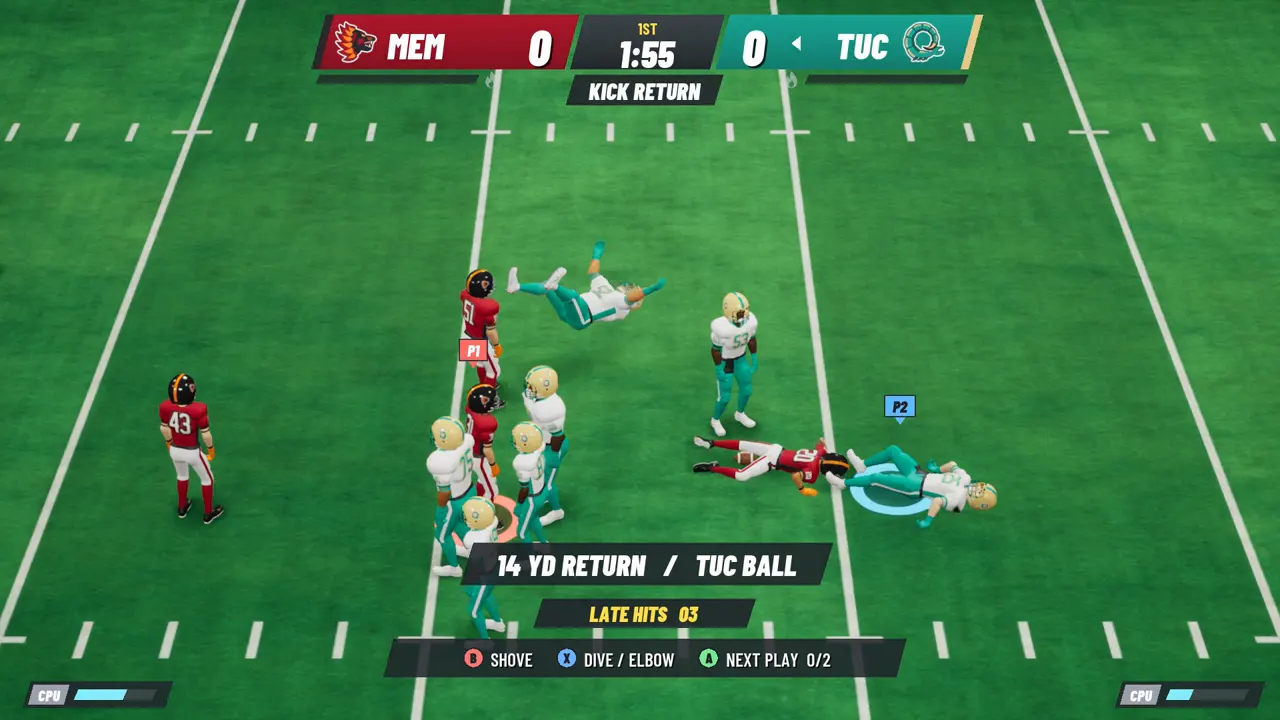 MEM 0 1ST 1:55 0 TUC
KICK RETURN
51
P1
53
P2
43
20
14 YD RETURN / TUC BALL
LATE HITS 03
B SHOVE X DIVE / ELBOW A NEXT PLAY 0/2
CPU
CPU